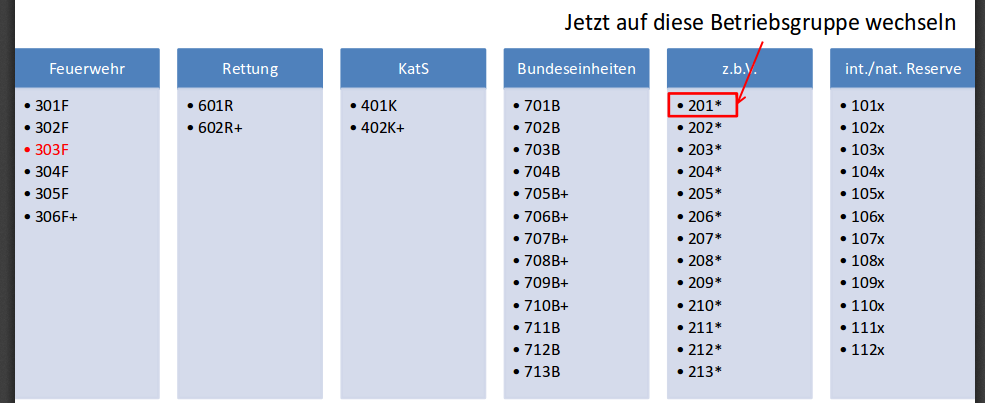 Jetzt auf diese Betriebsgruppe wechseln
Feuerwehr
• 301F
• 302F
• 303F
• 304F
• 305F
• 306F+
Rettung
• 601R
• 602R+
KatS
• 401K
• 402K+
Bundeseinheiten
• 701B
• 702B
• 703B
• 704B
• 705B+
• 706B+
• 707B+
• 708B+
• 709B+
• 710B+
• 711B
• 712B
• 713B
z.b.V.
• 201*
• 202*
• 203*
• 204*
• 205*
• 206*
• 207*
• 208*
• 209*
• 210*
• 211*
• 212*
• 213*
int./nat. Reserve
• 101x
• 102x
• 103x
• 104x
• 105x
• 106x
• 107x
• 108x
• 109x
• 110x
• 111x
• 112x